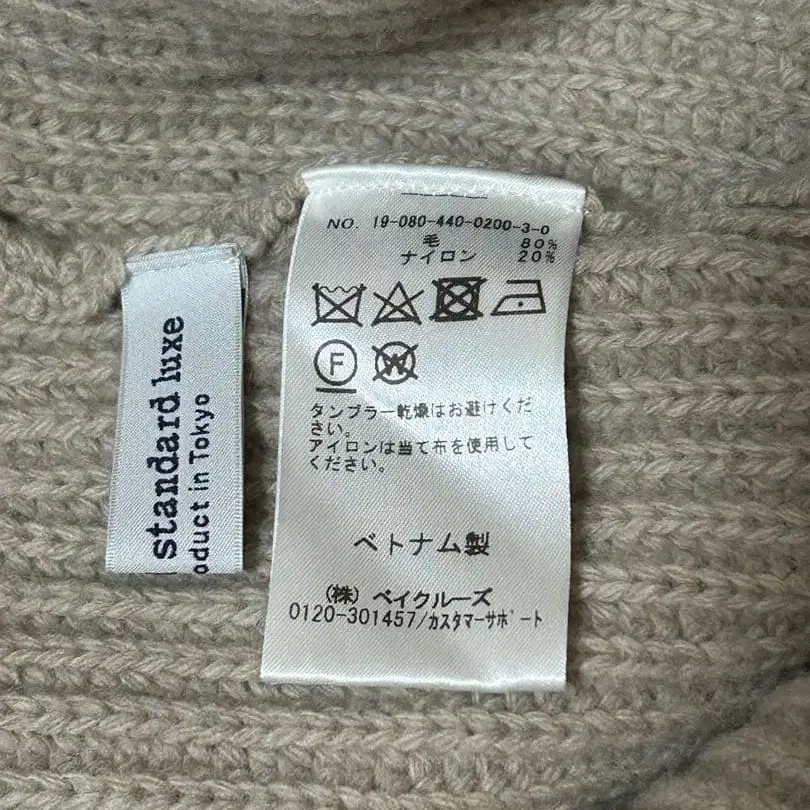 standard luxe
oduct in Tokyo
NO. 19-080-440-0200-3-0
毛 80%
ナイロン 20%
F
W
タンブラー乾燥はお避けくだ
さい。
アイロンは当て布を使用して
ください。
ベトナム製
(株) ベイクルーズ
0120-301457/カスタマーサポート